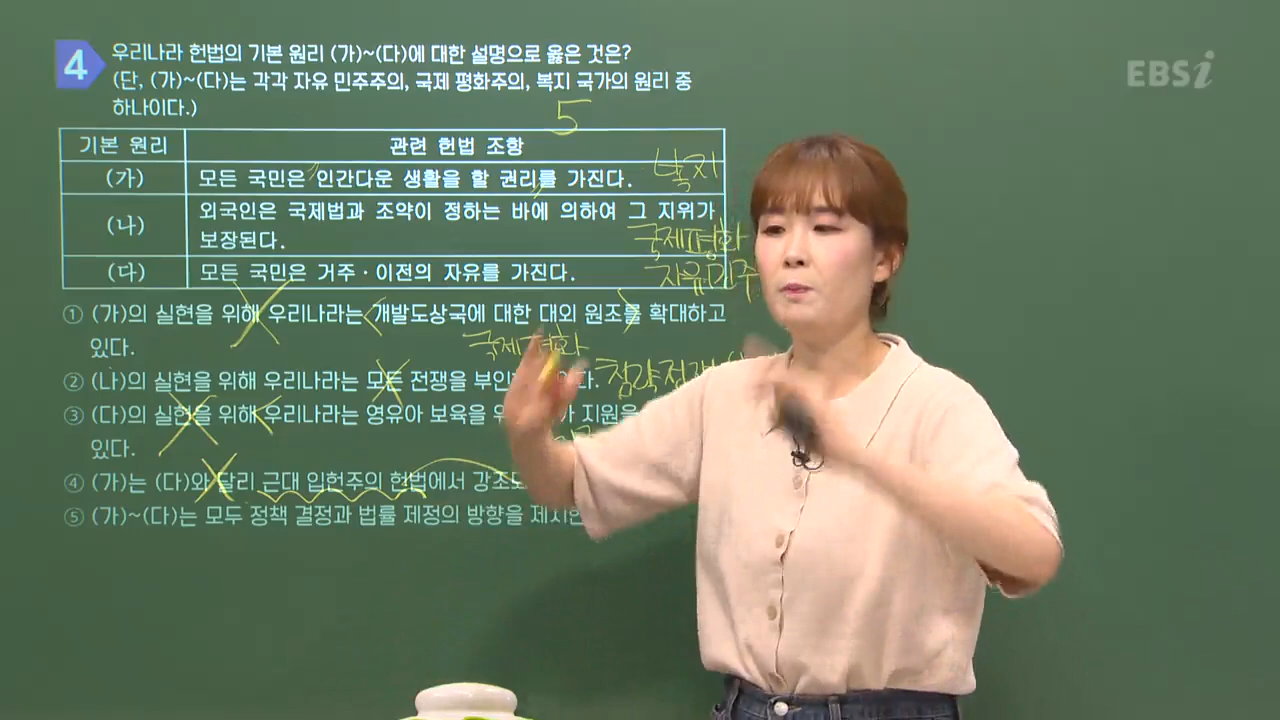 4
우리나라 헌법의 기본 원리 (가)~(다)에 대한 설명으로 옳은 것은?
(단, (가)~(다)는 각각 자유 민주주의, 국제 평화주의, 복지 국가의 원리 중
하나이다.)
EBSi
5
기본 원리 관련 헌법 조항
(가) 모든 국민은 인간다운 생활을 할 권리를 가진다. 복지
(나) 외국인은 국제법과 조약이 정하는 바에 의하여 그 지위가
보장된다. 국제평화
(다) 모든 국민은 거주·이전의 자유를 가진다. 자유민주
① (가)의 실현을 위해 우리나라는 개발도상국에 대한 대외 원조를 확대하고
있다. 국제평화
② (나)의 실현을 위해 우리나라는 모든 전쟁을 침략전쟁
③ (다)의 실현을 위해 우리나라는 영유아 보육을 지원을
있다.
④ (가)는 (다)와 달리 근대 입헌주의 헌법에서
⑤ (가)~(다)는 모두 정책 결정과 법률 제정의 방향을